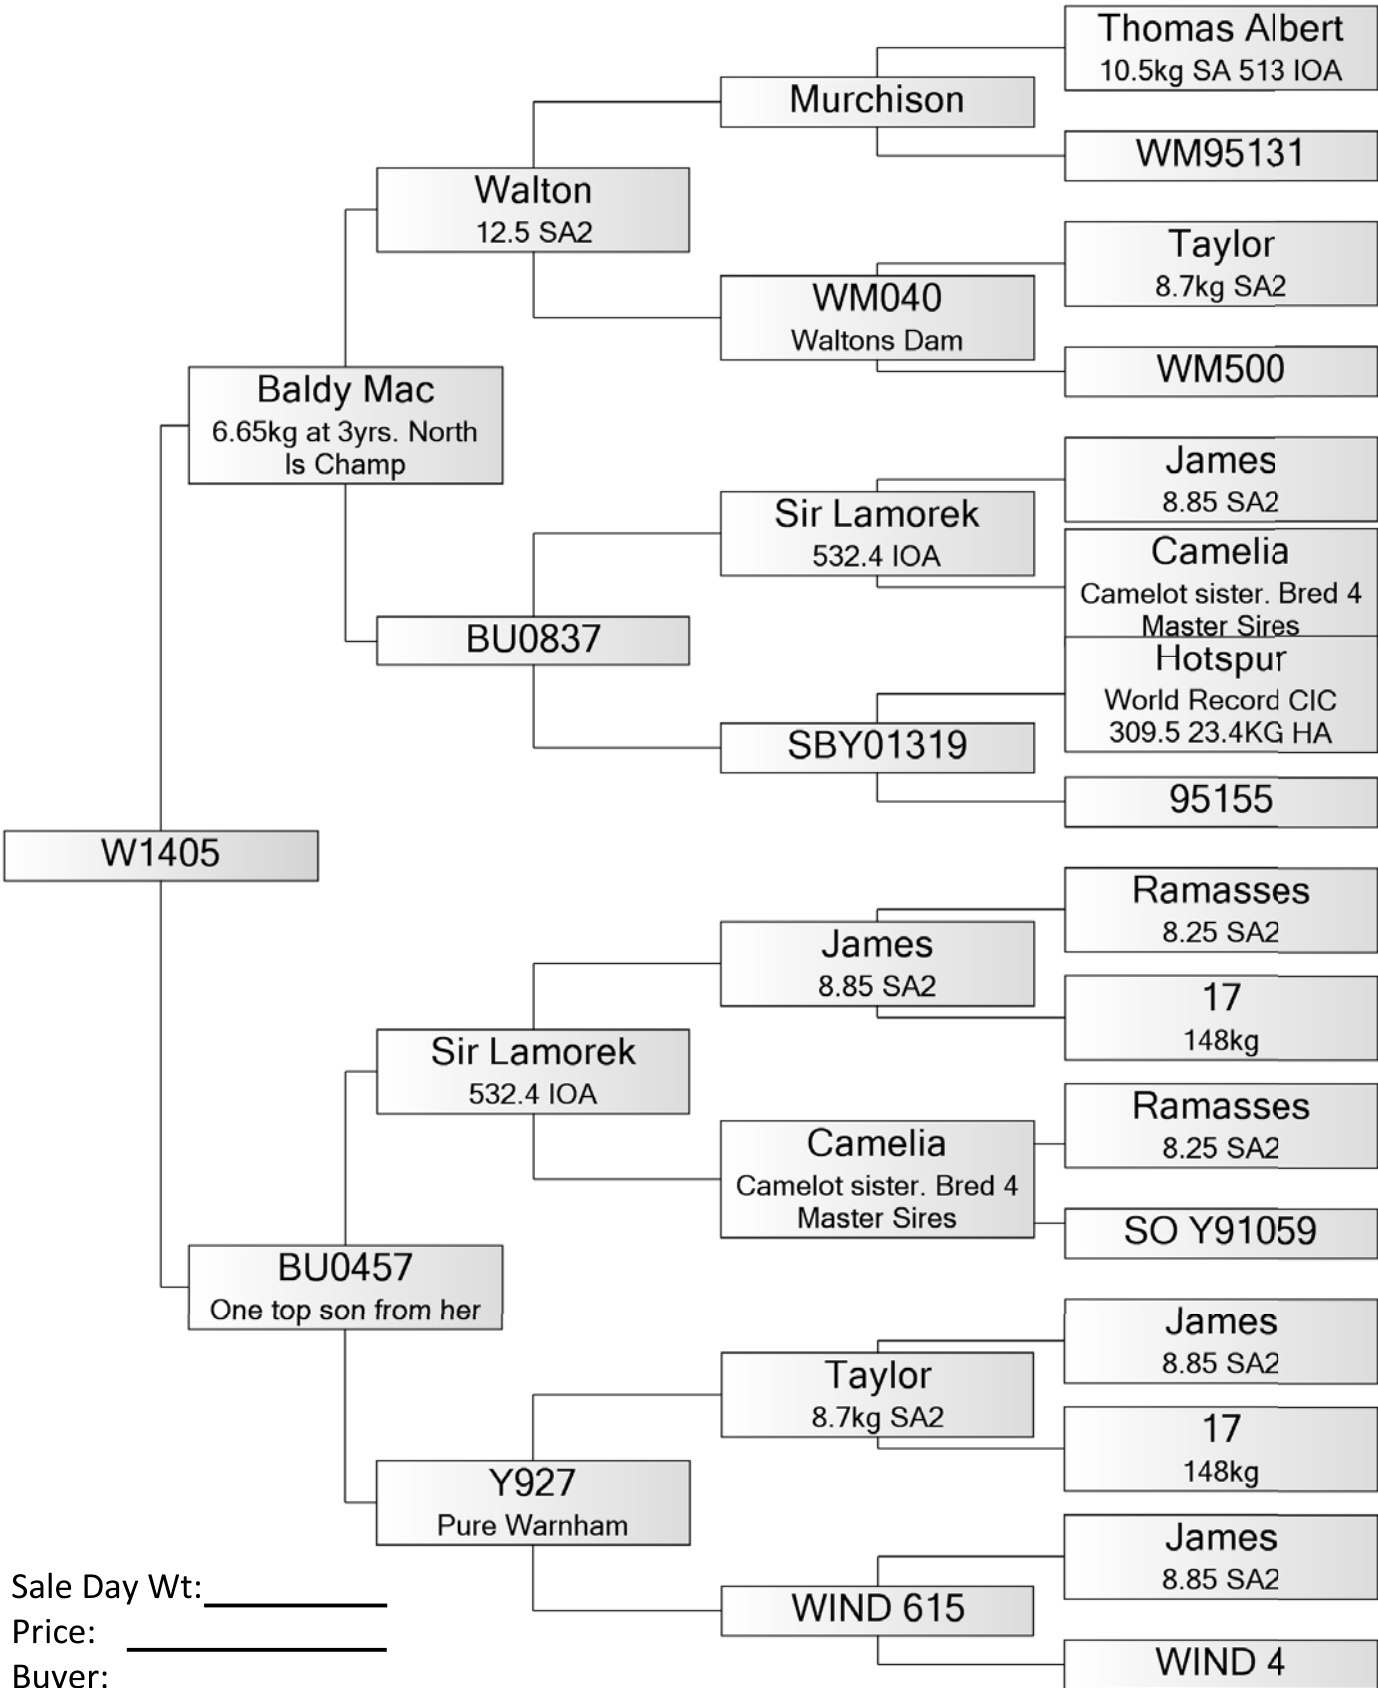 Thomas Albert
10.5kg SA 513 IOA
Murchison
WM95131
Walton
12.5 SA2
Taylor
8.7kg SA2
WM040
Waltons Dam
WM500
Baldy Mac
6.65kg at 3yrs. North
Is Champ
James
8.85 SA2
Sir Lamorek
532.4 IOA
Camelia
Camelot sister. Bred 4
Master Sires
BU0837
Hotspur
World Record CIC
309.5 23.4KG HA
SBY01319
95155
W1405
Ramasses
8.25 SA2
James
8.85 SA2
17
148kg
Sir Lamorek
532.4 IOA
Ramasses
8.25 SA2
Camelia
Camelot sister. Bred 4
Master Sires
SO Y91059
BU0457
One top son from her
James
8.85 SA2
Taylor
8.7kg SA2
17
148kg
Y927
Pure Warnham
James
8.85 SA2
WIND 615
WIND 4
Sale Day Wt:
Price:
Buyer: